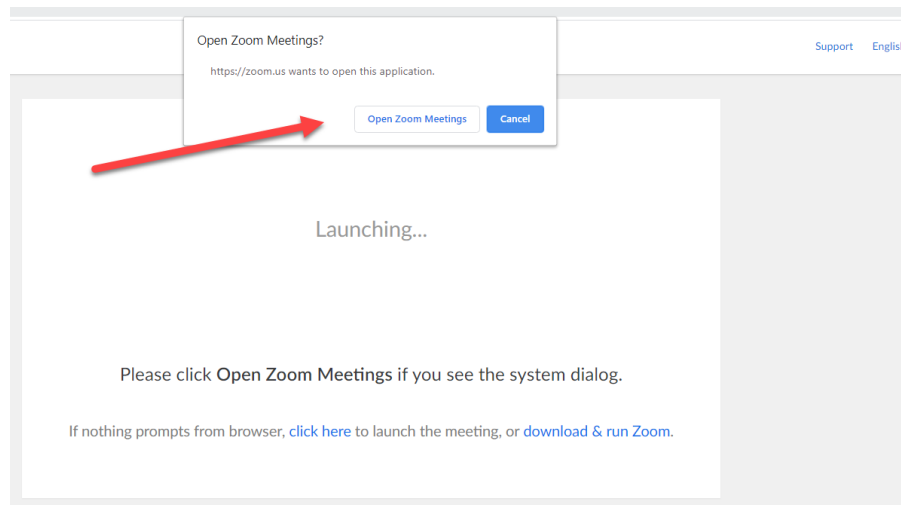 Open Zoom Meetings?
Support English
https://zoom.us wants to open this application.
Open Zoom Meetings Cancel
Launching...
Please click Open Zoom Meetings if you see the system dialog.
If nothing prompts from browser, click here to launch the meeting, or download & run Zoom.